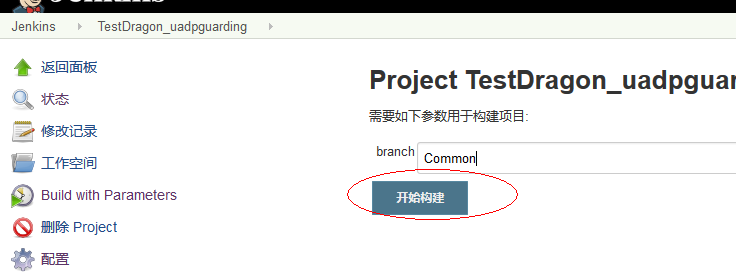 Jenkins
Jenkins TestDragon_uadpguarding
返回面板
状态
修改记录
工作空间
Build with Parameters
删除 Project
配置
Project TestDragon_uadpguar
需要如下参数用于构建项目:
branch Common
开始构建